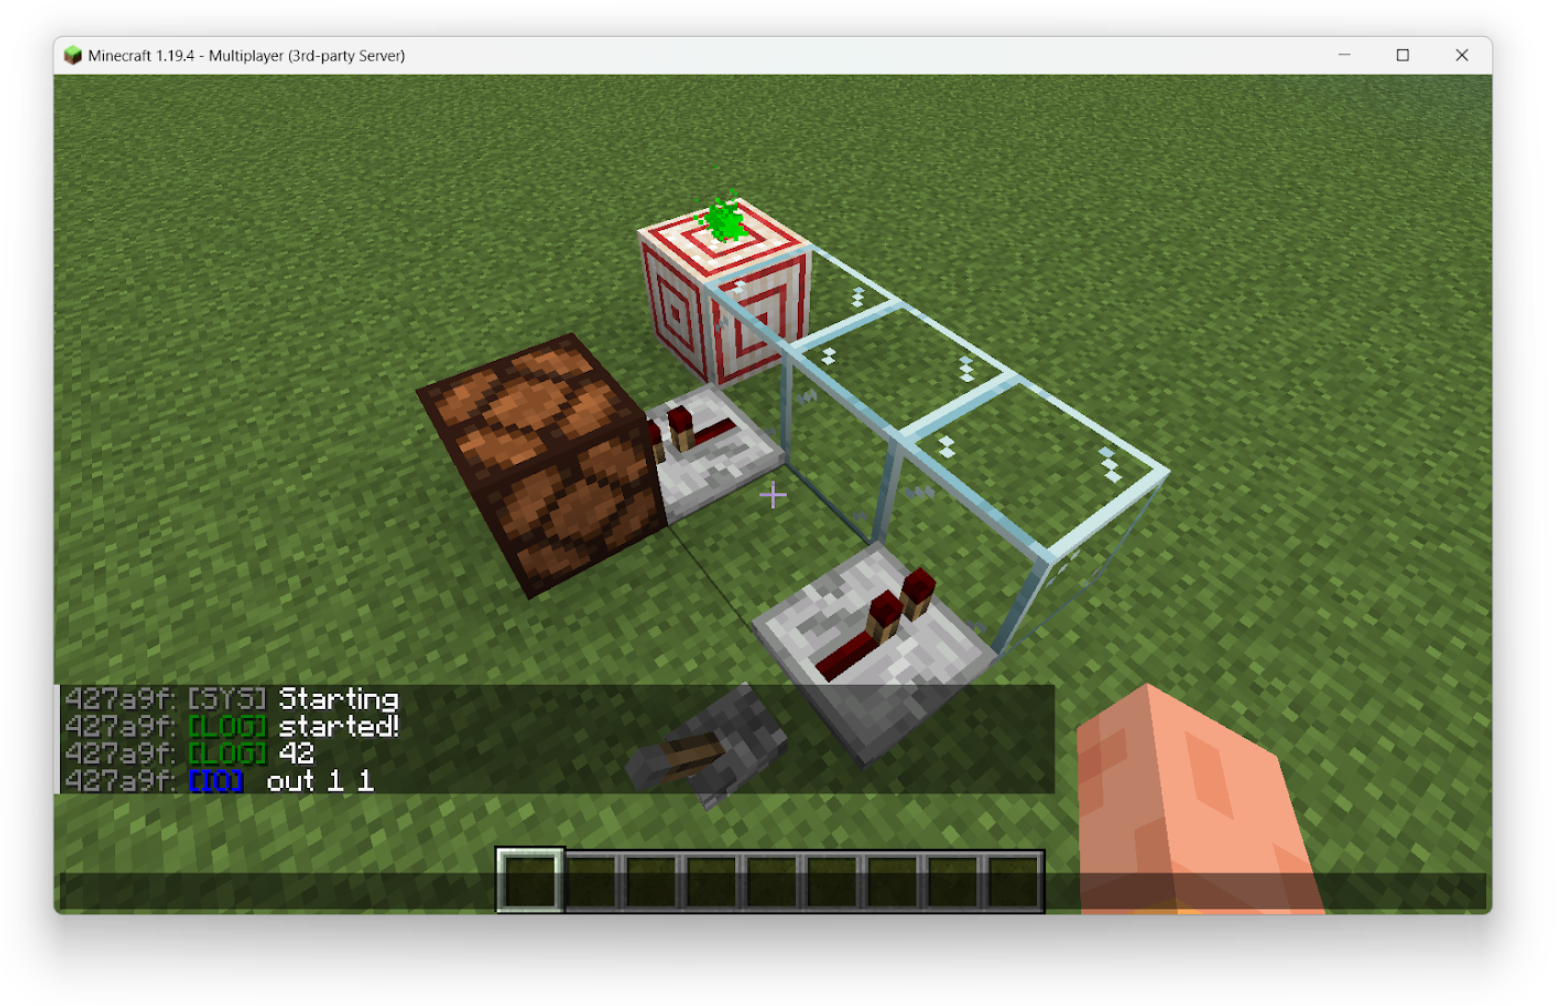 Minecraft 1.19.4 - Multiplayer (3rd-party Server)
427a9f: [SYS] Starting
427a9f: [LOG] started!
427a9f: [LOG] 42
427a9f: [IO] out 1 1